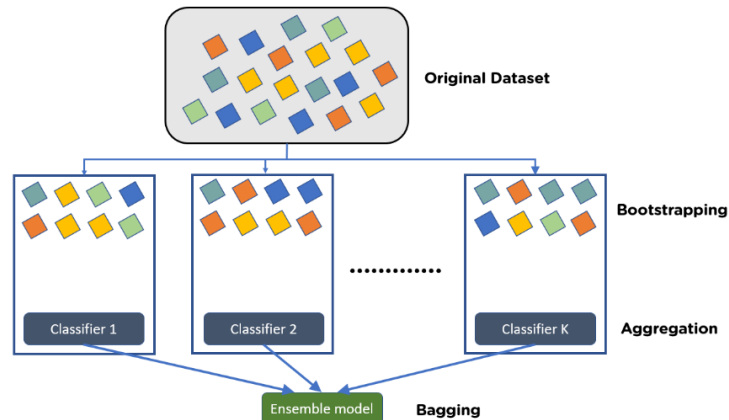 Original Dataset
Bootstrapping
Classifier 1
Classifier 2
Classifier K
Aggregation
Ensemble model
Bagging